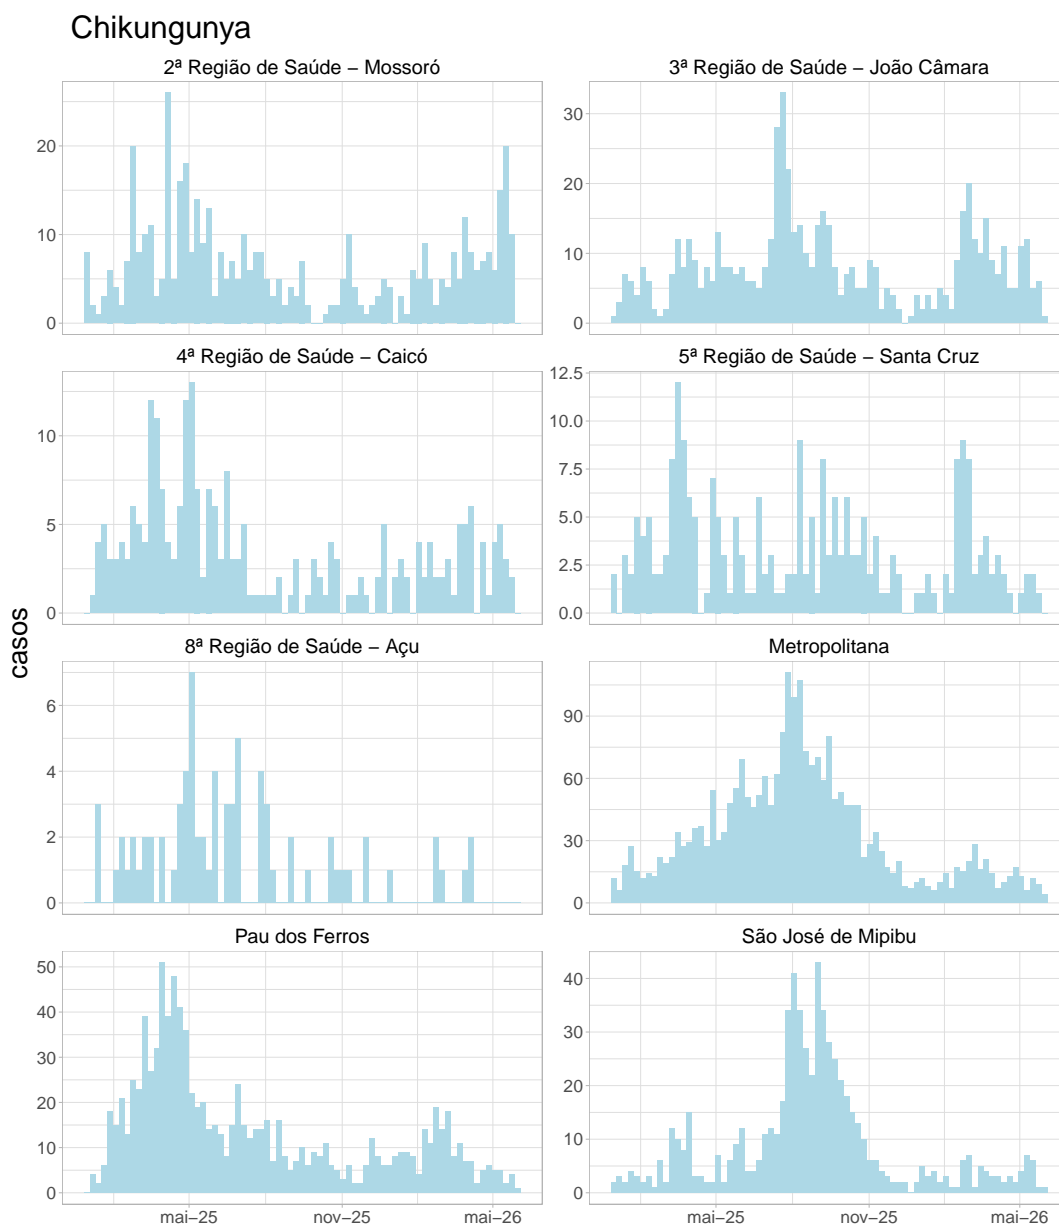 Chikungunya
2ª Região de Saúde – Mossoró
3ª Região de Saúde – João Câmara
20
10
0
30
20
10
0
4ª Região de Saúde – Caicó
5ª Região de Saúde – Santa Cruz
10
5
0
12.5
10.0
7.5
5.0
2.5
0.0
casos
8ª Região de Saúde – Açu
Metropolitana
6
4
2
0
90
60
30
0
Pau dos Ferros
São José de Mipibu
50
40
30
20
10
0
40
30
20
10
0
mai–25 nov–25 mai–26
mai–25 nov–25 mai–26